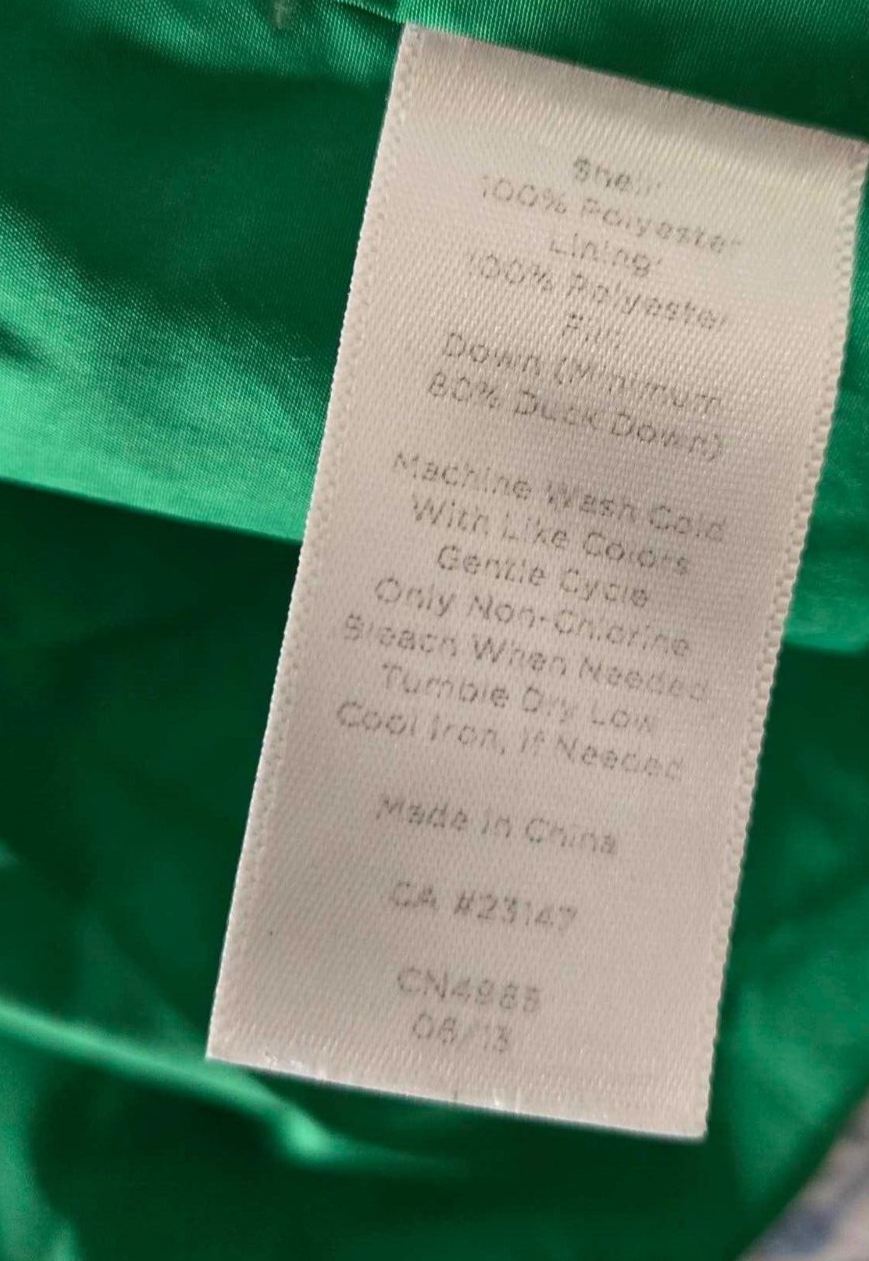 Shell:
100% Polyester
Lining:
100% Polyester
Fill:
Down (Minimum
80% Duck Down)
Machine Wash Cold
With Like Colors
Gentle Cycle
Only Non-Chlorine
Bleach When Needed
Tumble Dry Low
Cool Iron, If Needed
Made in China
CA #23147
CN4985
08/13